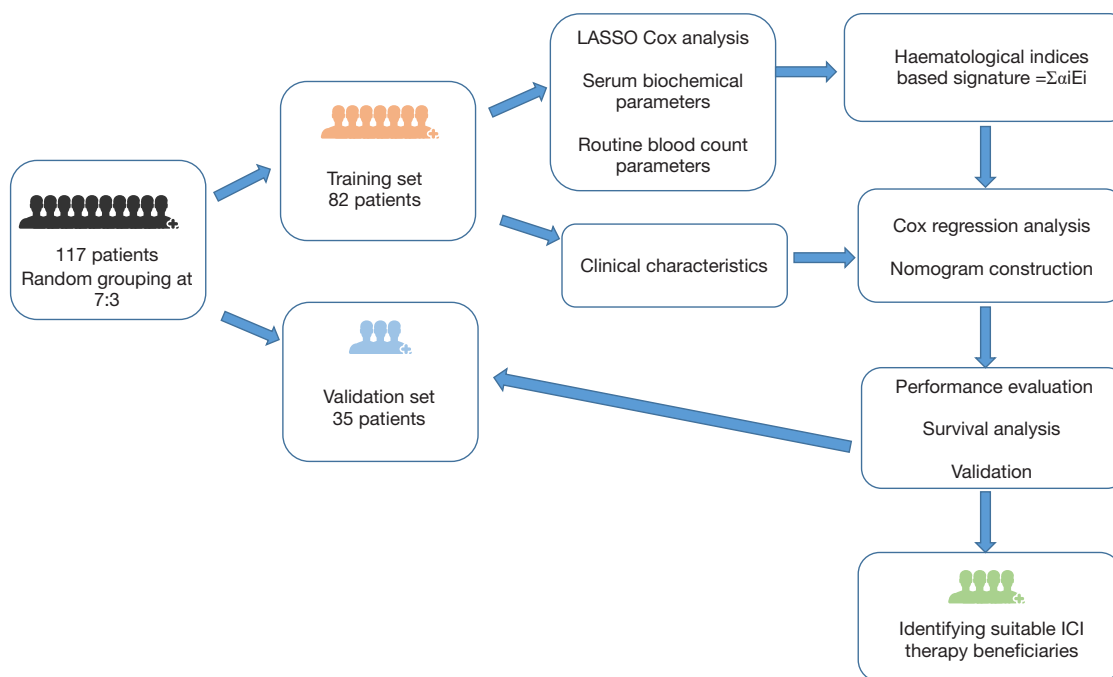 117 patients
Random grouping at
7:3
Training set
82 patients
Validation set
35 patients
LASSO Cox analysis
Serum biochemical
parameters
Routine blood count
parameters
Clinical characteristics
Haematological indices
based signature =ΣαiEi
Cox regression analysis
Nomogram construction
Performance evaluation
Survival analysis
Validation
Identifying suitable ICI
therapy beneficiaries